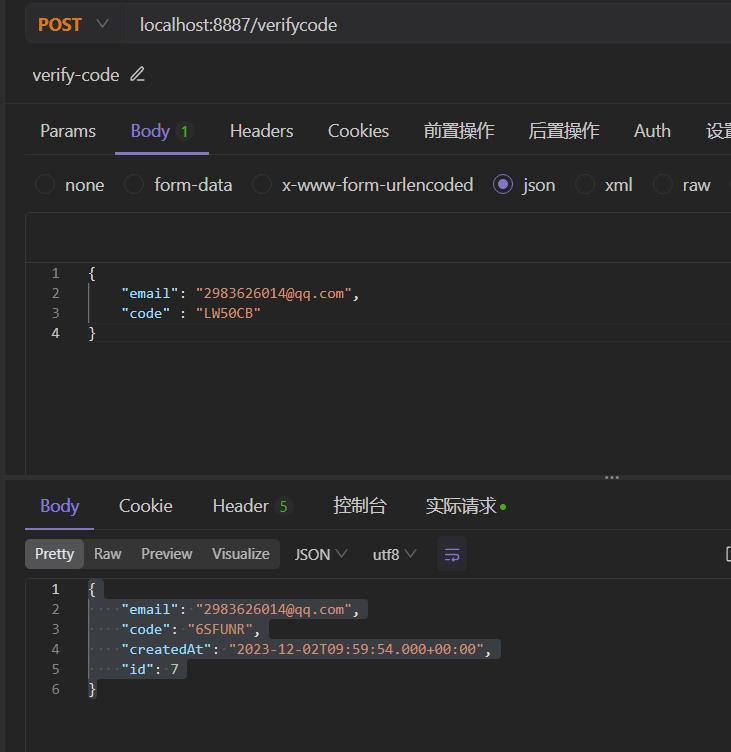 POST localhost:8887/verifycode
verify-code
Params Body 1 Headers Cookies 前置操作 后置操作 Auth 设
none form-data x-www-form-urlencoded json xml raw
1 {
2 "email": "2983626014@qq.com",
3 "code" : "LW50CB"
4 }
Body Cookie Header 5 控制台 实际请求
Pretty Raw Preview Visualize JSON utf8
1 {
2 "email": "2983626014@qq.com",
3 "code": "6SFUNR",
4 "createdAt": "2023-12-02T09:59:54.000+00:00",
5 "id": 7
6 }